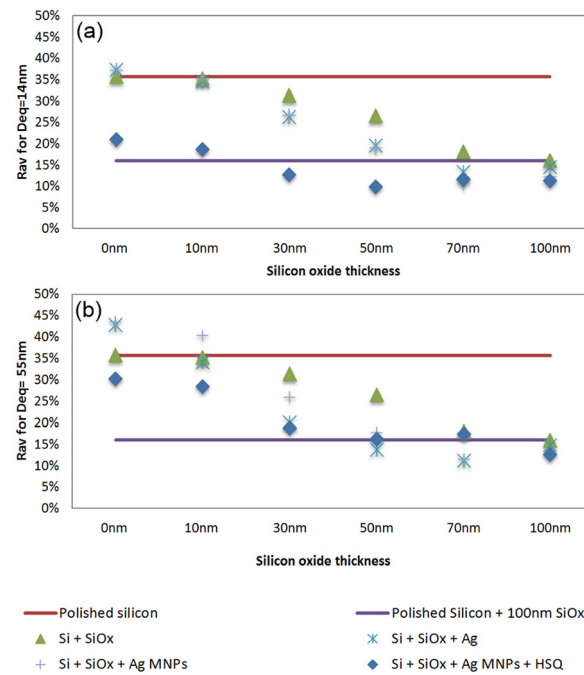 (a)
Rav for Deq=14nm
50%
45%
40%
35%
30%
25%
20%
15%
10%
5%
0%
0nm 10nm 30nm 50nm 70nm 100nm
Silicon oxide thickness
(b)
Rav for Deq= 55nm
50%
45%
40%
35%
30%
25%
20%
15%
10%
5%
0%
0nm 10nm 30nm 50nm 70nm 100nm
Silicon oxide thickness
Polished silicon Polished Silicon + 100nm SiOx
Si + SiOx Si + SiOx + Ag
Si + SiOx + Ag MNPs Si + SiOx + Ag MNPs + HSQ